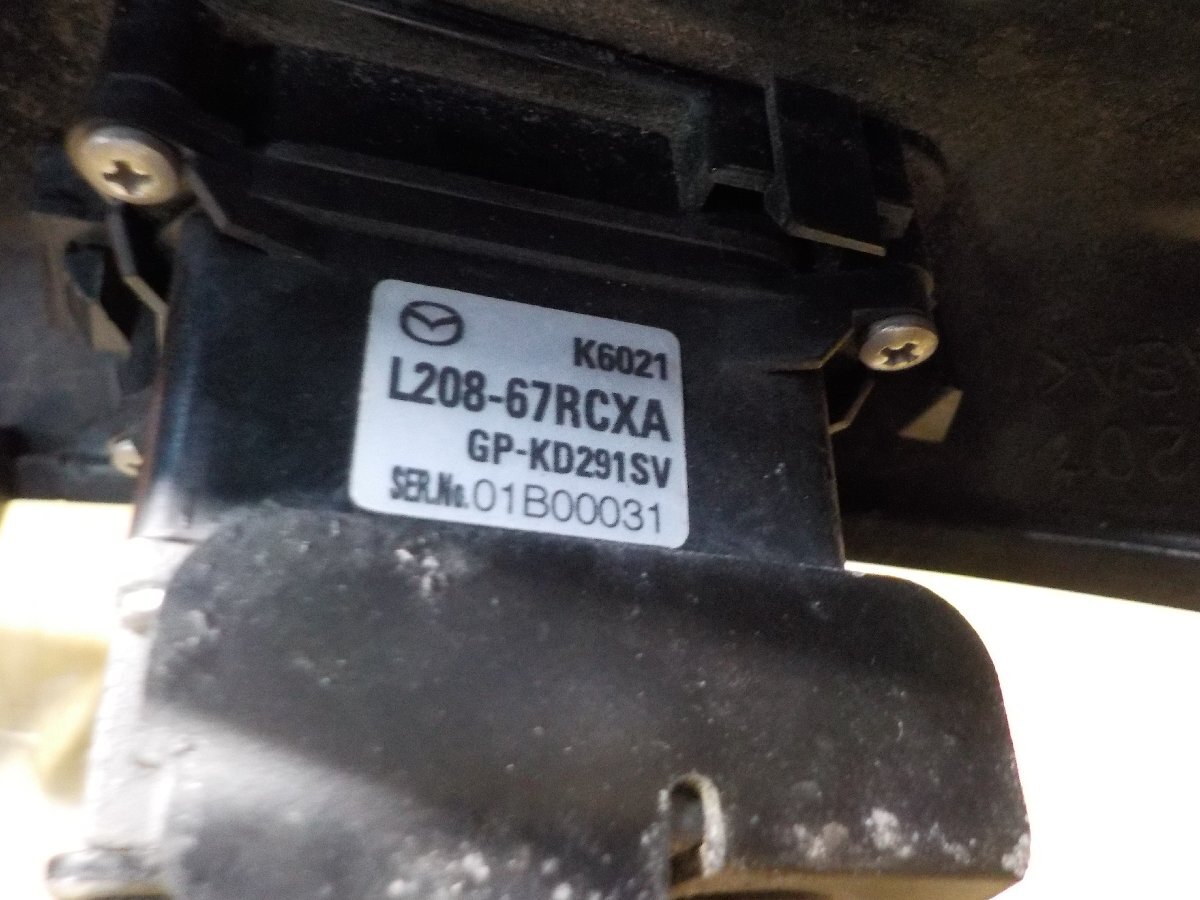 K6021
L208-67RCXA
GP-KD291SV
SER.No.01B00031